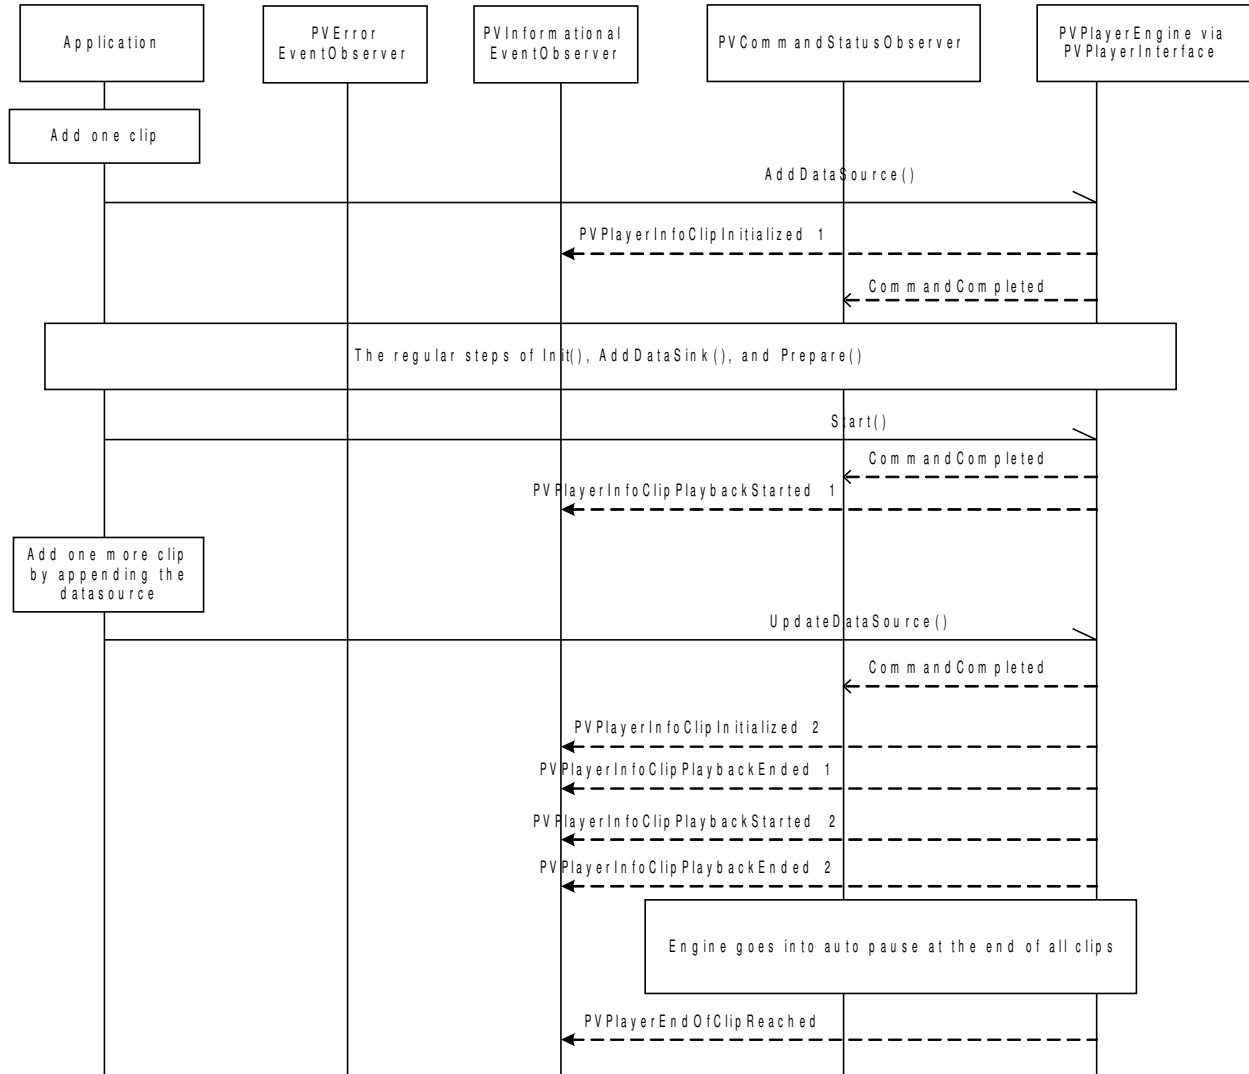 Application
PVError
EventObserver
PVInformational
EventObserver
PVCommandStatusObserver
PVPlayerEngine via
PVPlayerInterface
Add one clip
AddDataSource()
PVPlayerInfoClipInitialized 1
CommandCompleted
The regular steps of Init(), AddDataSink(), and Prepare()
Start()
CommandCompleted
PVPlayerInfoClipPlaybackStarted 1
Add one more clip
by appending the
datasource
UpdateDataSource()
CommandCompleted
PVPlayerInfoClipInitialized 2
PVPlayerInfoClipPlaybackEnded 1
PVPlayerInfoClipPlaybackStarted 2
PVPlayerInfoClipPlaybackEnded 2
Engine goes into auto pause at the end of all clips
PVPlayerEndOfClipReached